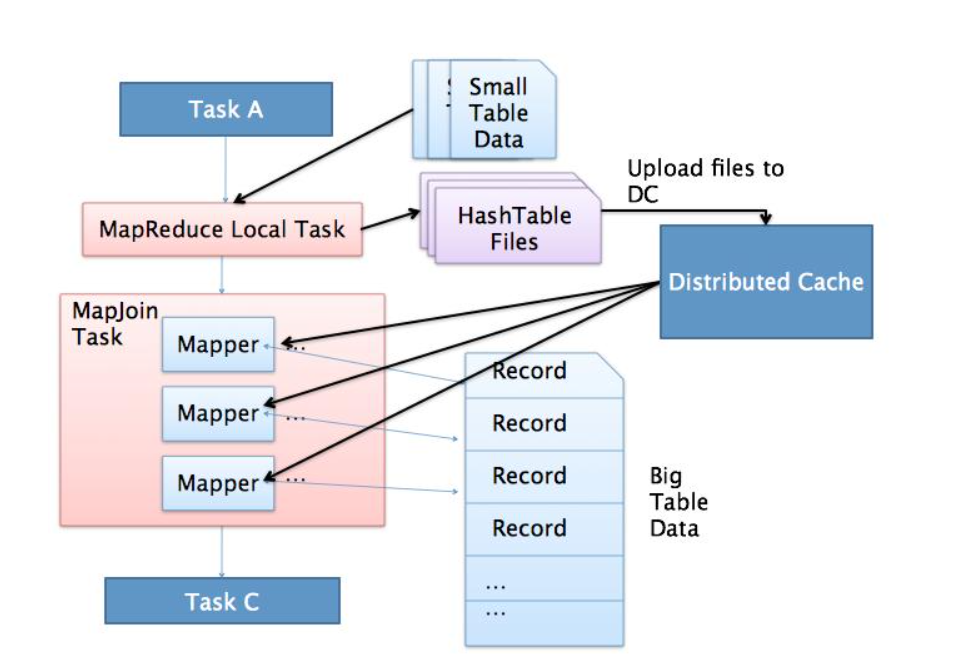 Task A
Small
Table
Data
Upload files to
DC
MapReduce Local Task
HashTable
Files
Distributed Cache
MapJoin
Task
Mapper
...
Mapper
...
Mapper
...
Record
Record
Record
Record
...
...
Big
Table
Data
Task C